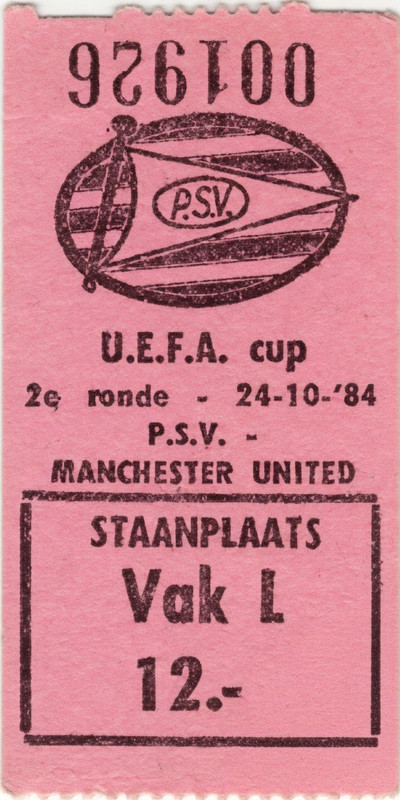 001926
P.S.V.
U.E.F.A. cup
2e ronde - 24-10-'84
P.S.V. -
MANCHESTER UNITED
STAANPLAATS
Vak L
12.-